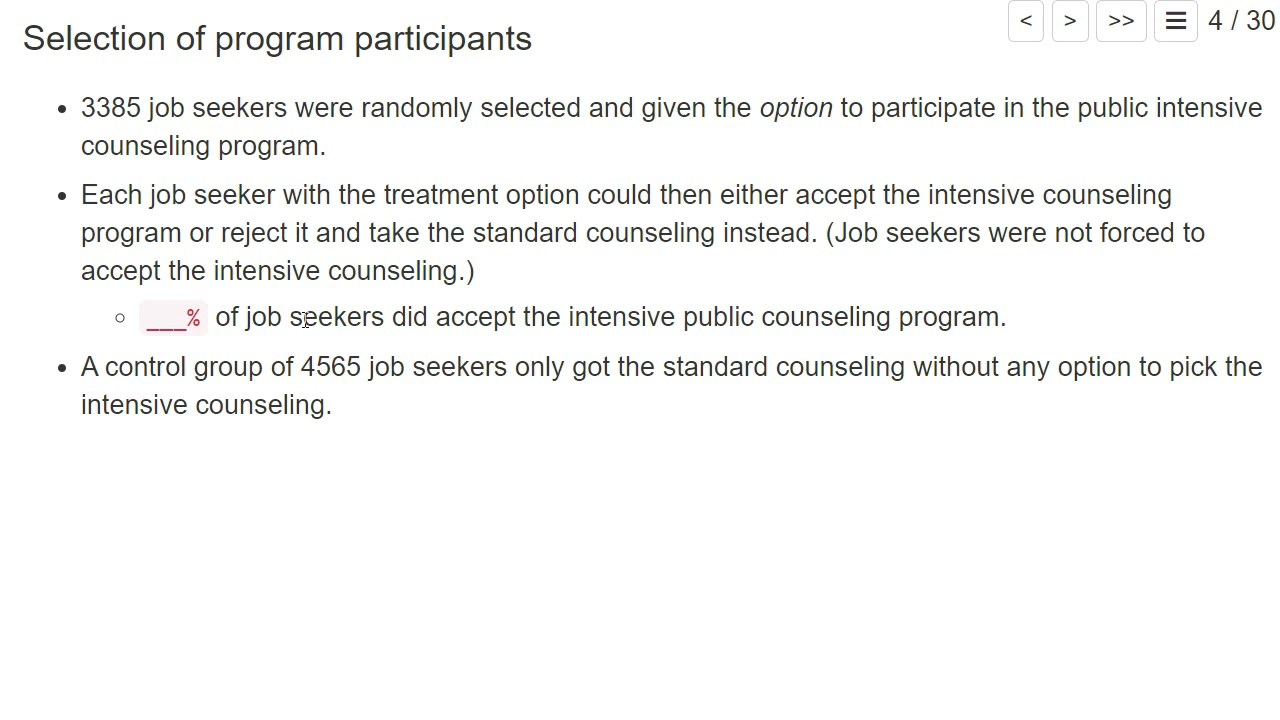 Selection of program participants
< > >> ☰ 4 / 30
• 3385 job seekers were randomly selected and given the option to participate in the public intensive
counseling program.
• Each job seeker with the treatment option could then either accept the intensive counseling
program or reject it and take the standard counseling instead. (Job seekers were not forced to
accept the intensive counseling.)
○ ___% of job seekers did accept the intensive public counseling program.
• A control group of 4565 job seekers only got the standard counseling without any option to pick the
intensive counseling.